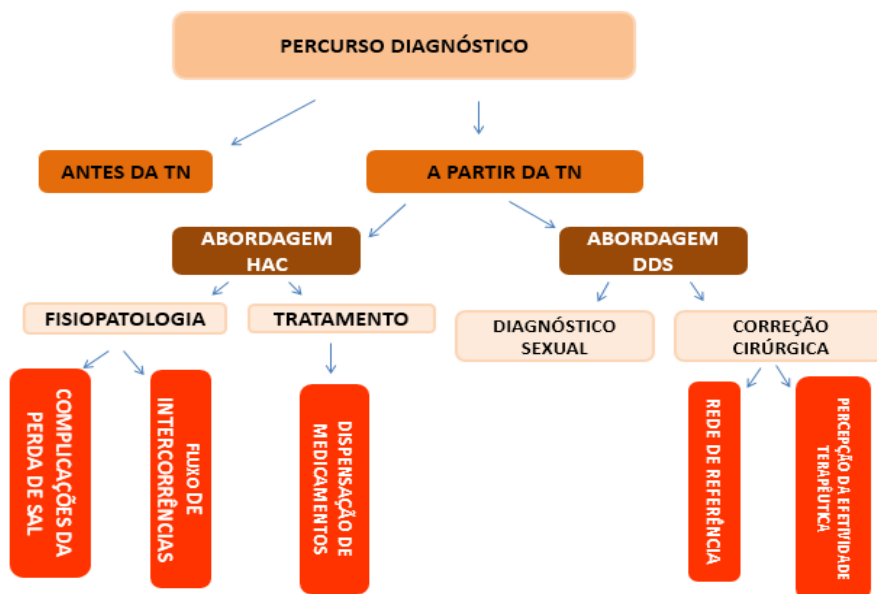 PERCURSO DIAGNÓSTICO
ANTES DA TN
A PARTIR DA TN
ABORDAGEM
HAC
ABORDAGEM
DDS
FISIOPATOLOGIA
TRATAMENTO
DIAGNÓSTICO
SEXUAL
CORREÇÃO
CIRÚRGICA
COMPLICAÇÕES DA
PERDA DE SAL
FLUXO DE
INTERCORRÊNCIAS
DISPENSAÇÃO DE
MEDICAMENTOS
REDE DE REFERÊNCIA
PERCEPÇÃO DA EFETIVIDADE
TERAPÊUTICA